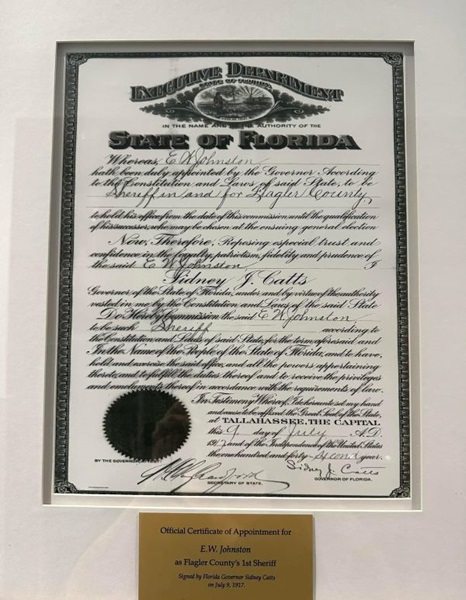 EXECUTIVE DEPARTMENT
STATE OF FLORIDA
IN THE NAME AND BY THE AUTHORITY OF THE
STATE OF FLORIDA
Whereas, E. W. Johnston
hath been duly appointed by the Governor According
to the Constitution and Laws of said State, to be
Sheriff in and for Flagler County,
to hold his office from the date of this commission, until the qualification
of his successor, who may be chosen at the ensuing general election
Now, Therefore, Reposing especial trust and
confidence in the loyalty, patriotism, fidelity and prudence of
the said E W Johnston I
Sidney J. Catts
Governor of the State of Florida, under and by virtue of the authority
vested in me by the Constitution and Laws of the said State
Do Hereby Commission the said E W Johnston
to be such Sheriff according to
the Constitution and Laws of said State, for the term aforesaid and
In the Name of the People of the State of Florida, and to have,
hold and exercise the said office, and all the powers appertaining
thereto, and to fulfill the duties thereof and to receive the privileges
and emoluments thereof in accordance with the requirements of law.
In Testimony Whereof, I do hereunto set my hand
and cause to be affixed the Great Seal of the State,
at TALLAHASSEE, THE CAPITAL
this 9 day of July A.D.
191 and of the Independence of the United States
the one hundred and forty second year.
BY THE GOVERNOR
Sidney J. Catts
SECRETARY OF STATE.
GOVERNOR OF FLORIDA.
Official Certificate of Appointment for
E.W. Johnston
as Flagler County's 1st Sheriff
Signed by Florida Governor Sidney Catts
on July 9, 1917